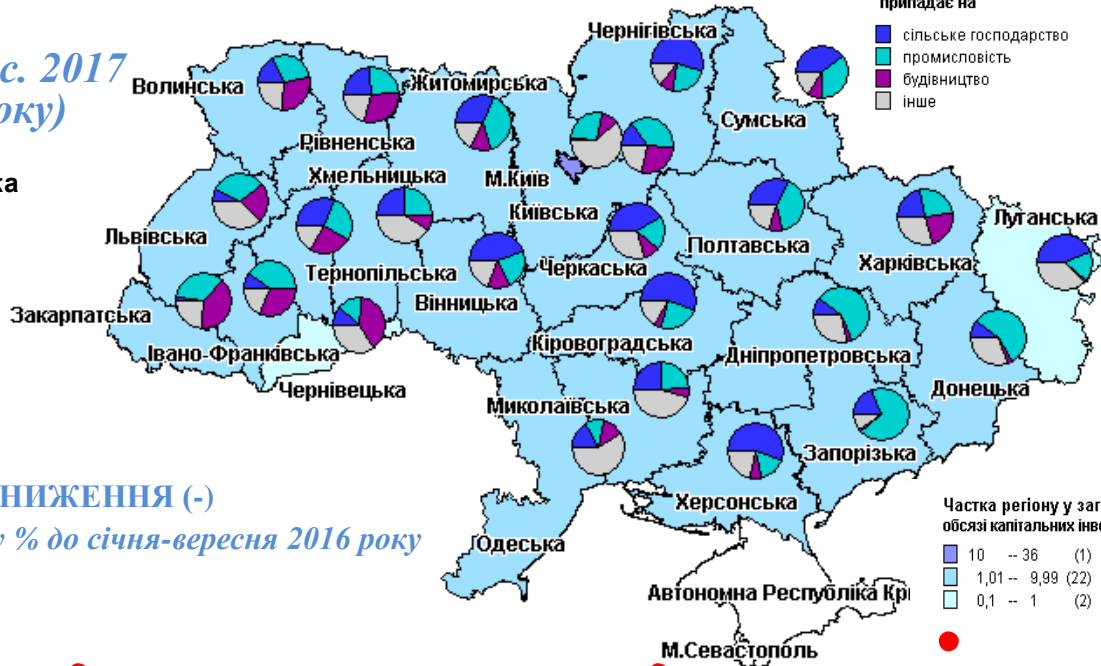 припадає на
сільське господарство
промисловість
будівництво
інше
с. 2017
оку)
ка
Чернігівська
Волинська
Житомирська
Сумська
Рівненська
Хмельницька
М.Київ
Київська
Луганська
Львівська
Полтавська
Харківська
Тернопільська
Черкаська
Вінницька
Закарпатська
Івано-Франківська
Кіровоградська
Дніпропетровська
Чернівецька
Донецька
Миколаївська
Запорізька
Херсонська
НИЖЕННЯ (-)
у % до січня-вересня 2016 року
Одеська
Частка регіону у заг
обсязі капітальних інве
10 -- 36 (1)
1,01 -- 9,99 (22)
0,1 -- 1 (2)
Автономна Республіка Кри
М.Севастополь